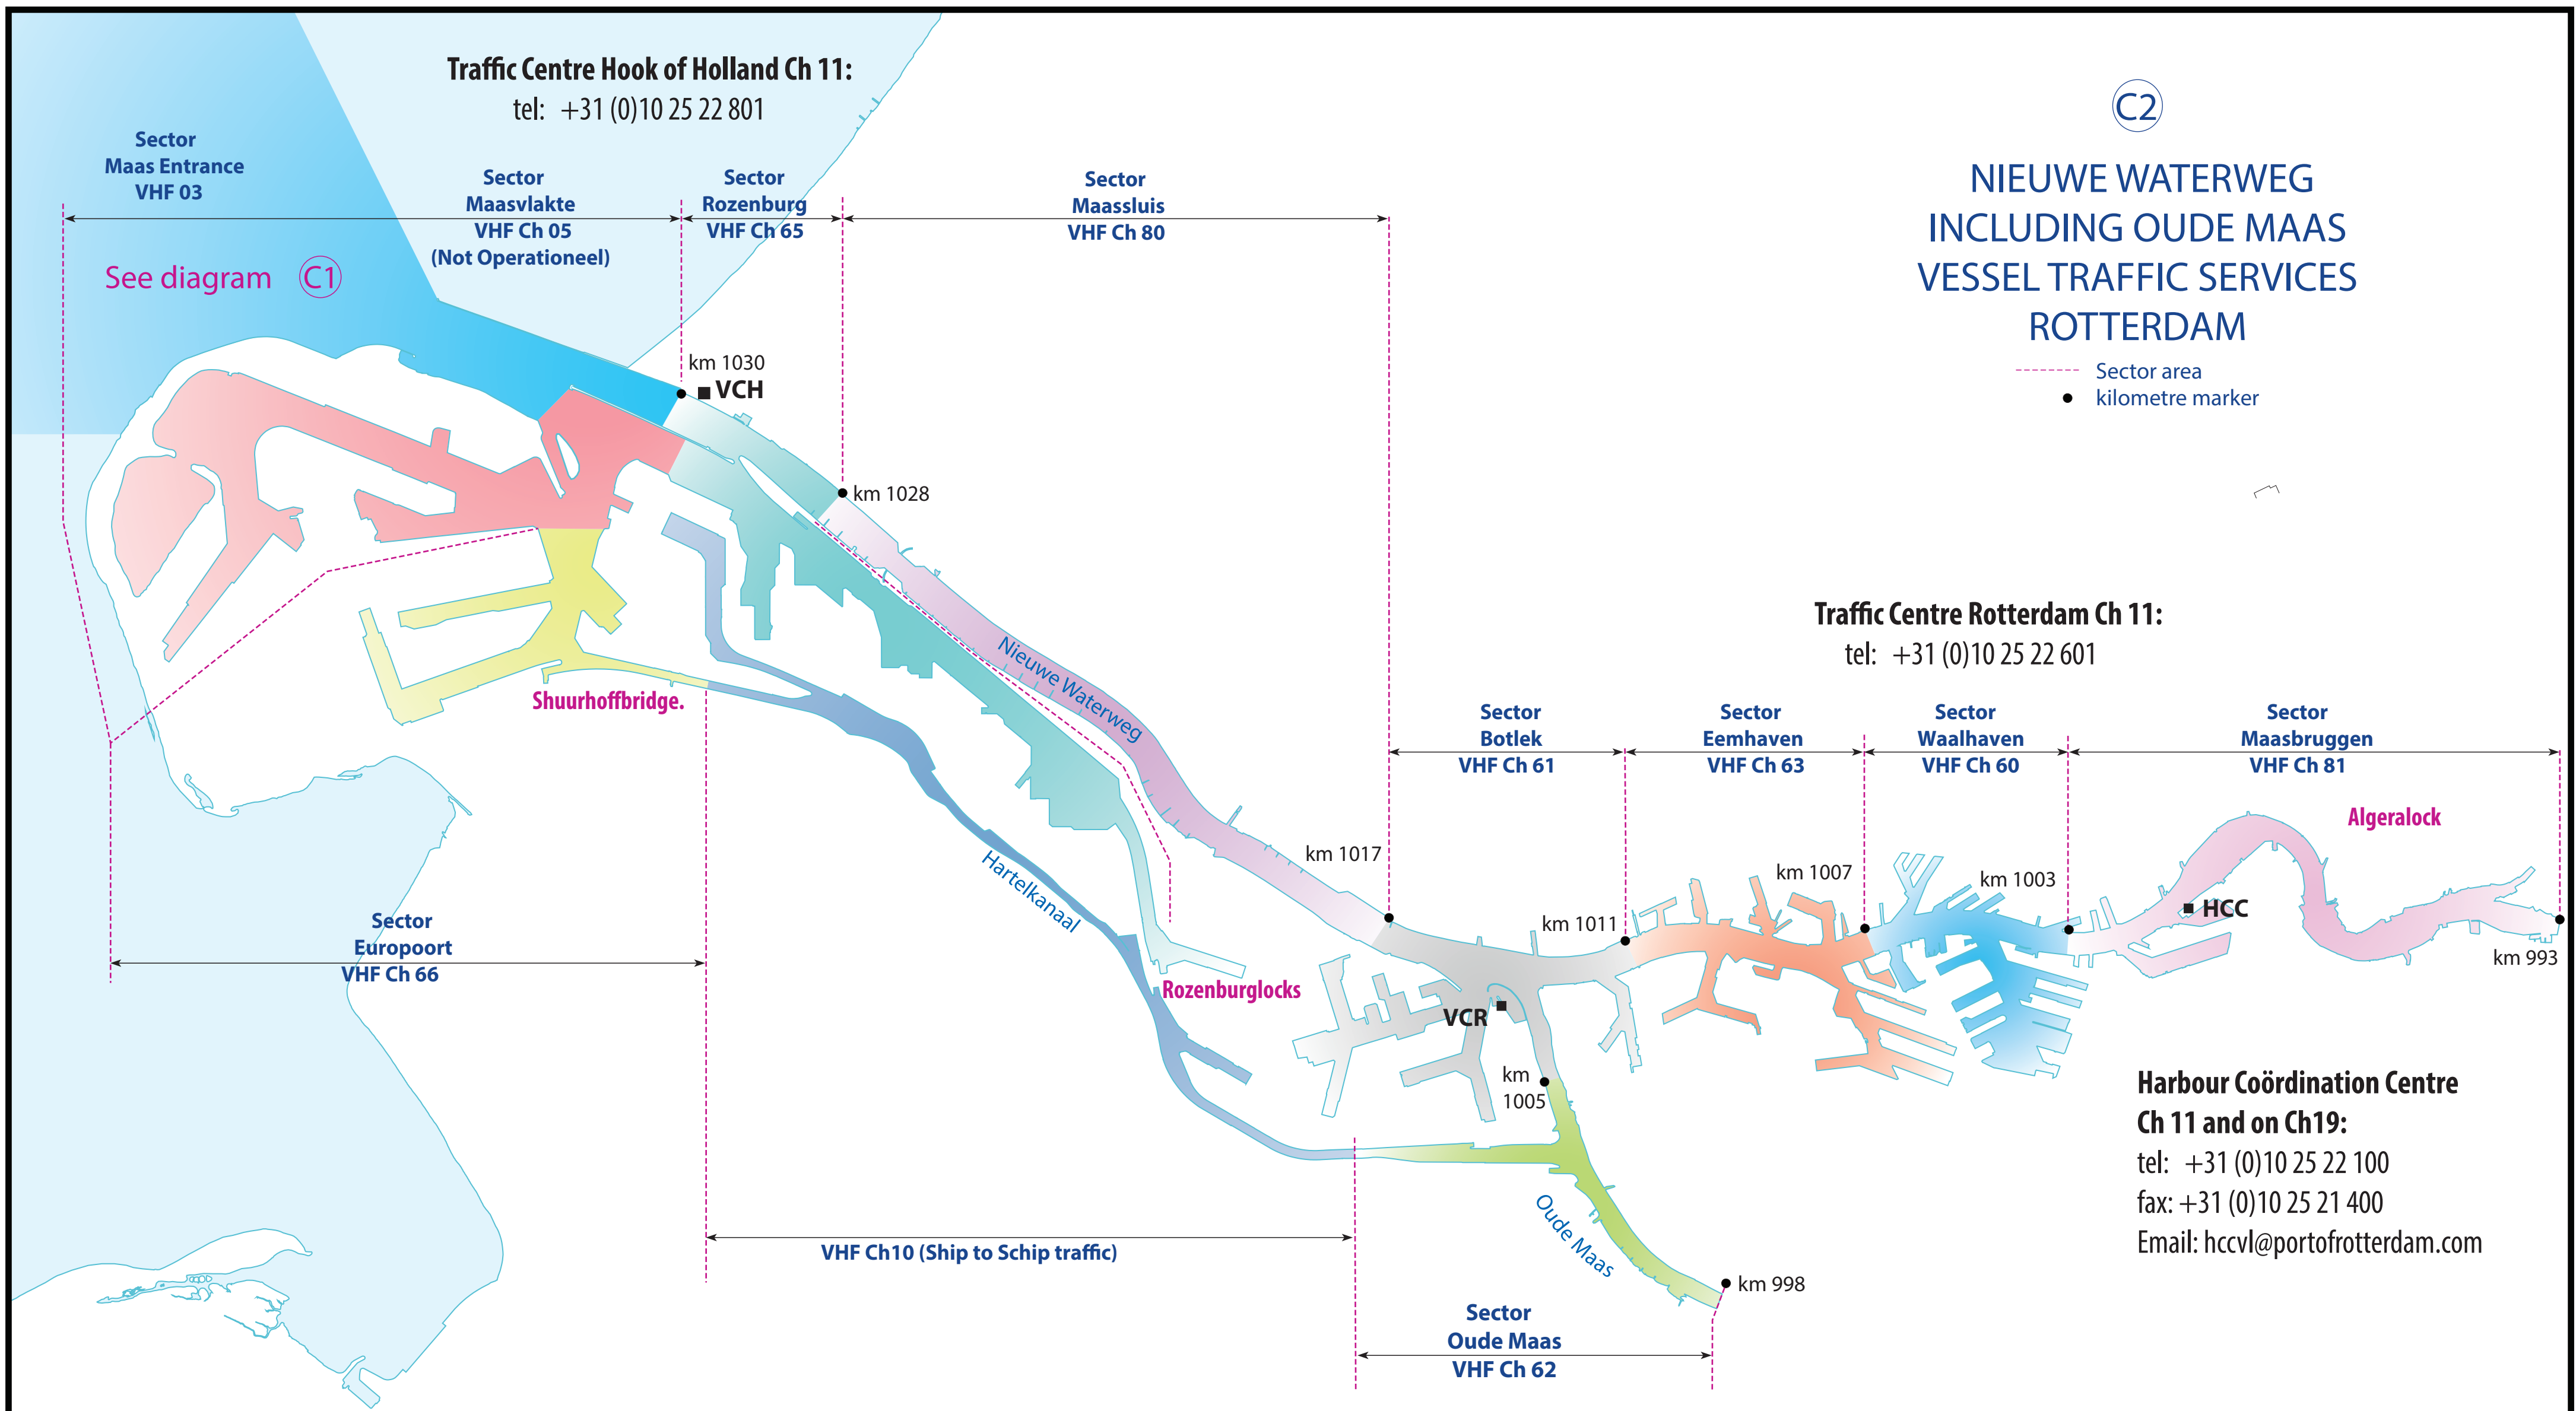 Traffic Centre Hook of Holland Ch 11:
tel: +31 (0)10 25 22 801
C2
NIEUWE WATERWEG
INCLUDING OUDE MAAS
VESSEL TRAFFIC SERVICES
ROTTERDAM
Sector area
kilometre marker
Sector
Maas Entrance
VHF 03
Sector
Maasvlakte
VHF Ch 05
(Not Operationeel)
Sector
Rozenburg
VHF Ch 65
Sector
Maassluis
VHF Ch 80
See diagram C1
km 1030
VCH
km 1028
Nieuwe Waterweg
Shuurhoffbridge.
Traffic Centre Rotterdam Ch 11:
tel: +31 (0)10 25 22 601
Sector
Botlek
VHF Ch 61
Sector
Eemhaven
VHF Ch 63
Sector
Waalhaven
VHF Ch 60
Sector
Maasbruggen
VHF Ch 81
Algeralock
Hartelkanaal
km 1017
km 1011
km 1007
km 1003
HCC
km 993
Sector
Europoort
VHF Ch 66
Rozenburglocks
VCR
km
1005
Harbour Coördination Centre
Ch 11 and on Ch19:
tel: +31 (0)10 25 22 100
fax: +31 (0)10 25 21 400
Email: hccvl@portofrotterdam.com
Oude Maas
VHF Ch10 (Ship to Schip traffic)
km 998
Sector
Oude Maas
VHF Ch 62